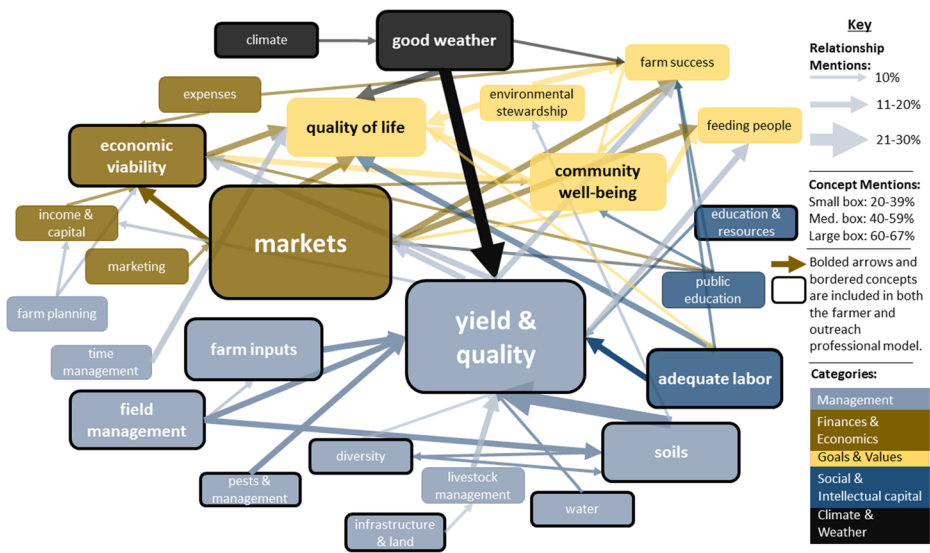 climate
good weather
farm success
expenses
environmental
stewardship
quality of life
feeding people
economic
viability
community
well-being
income &
capital
markets
education &
resources
marketing
public
education
farm planning
yield &
quality
time
management
farm inputs
adequate labor
field
management
diversity
soils
pests &
management
livestock
management
water
infrastructure
& land
Key
Relationship
Mentions:
10%
11-20%
21-30%
Concept Mentions:
Small box: 20-39%
Med. box: 40-59%
Large box: 60-67%
Bolded arrows and
bordered concepts
are included in both
the farmer and
outreach
professional model.
Categories:
Management
Finances &
Economics
Goals & Values
Social &
Intellectual capital
Climate &
Weather